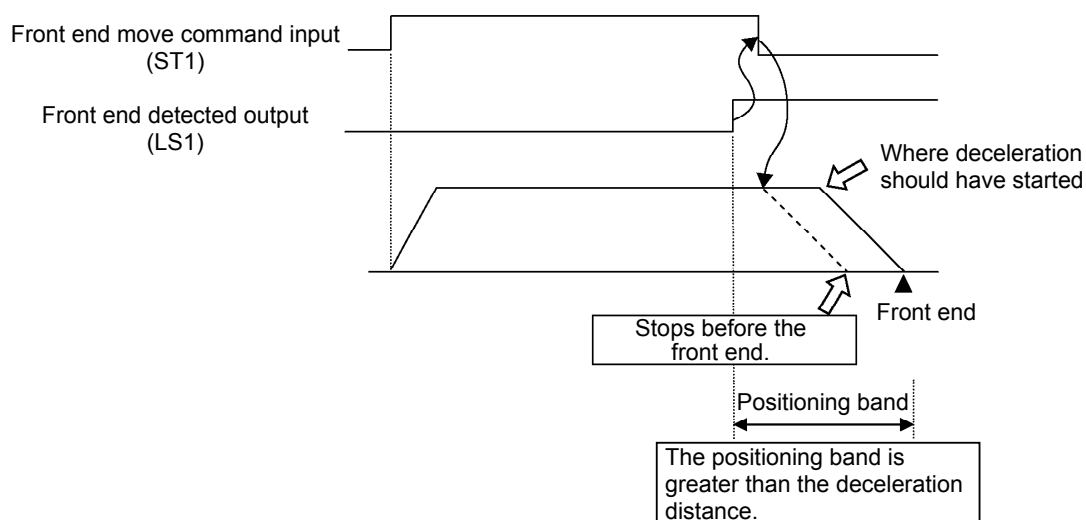 Front end move command input
(ST1)
Front end detected output
(LS1)
Where deceleration
should have started
Front end
Stops before the
front end.
Positioning band
The positioning band is
greater than the deceleration
distance.